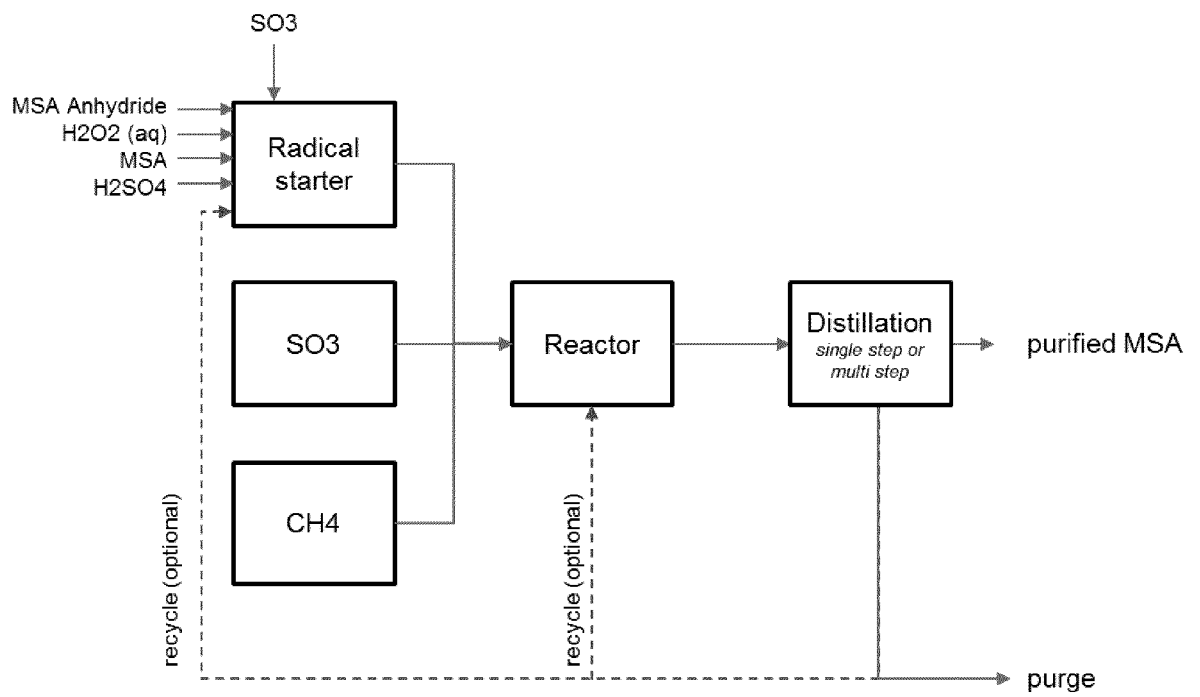 SO3
MSA Anhydride
H2O2 (aq)
MSA
H2SO4
Radical
starter
SO3
Reactor
Distillation
single step or
multi step
purified MSA
CH4
recycle (optional)
recycle (optional)
purge